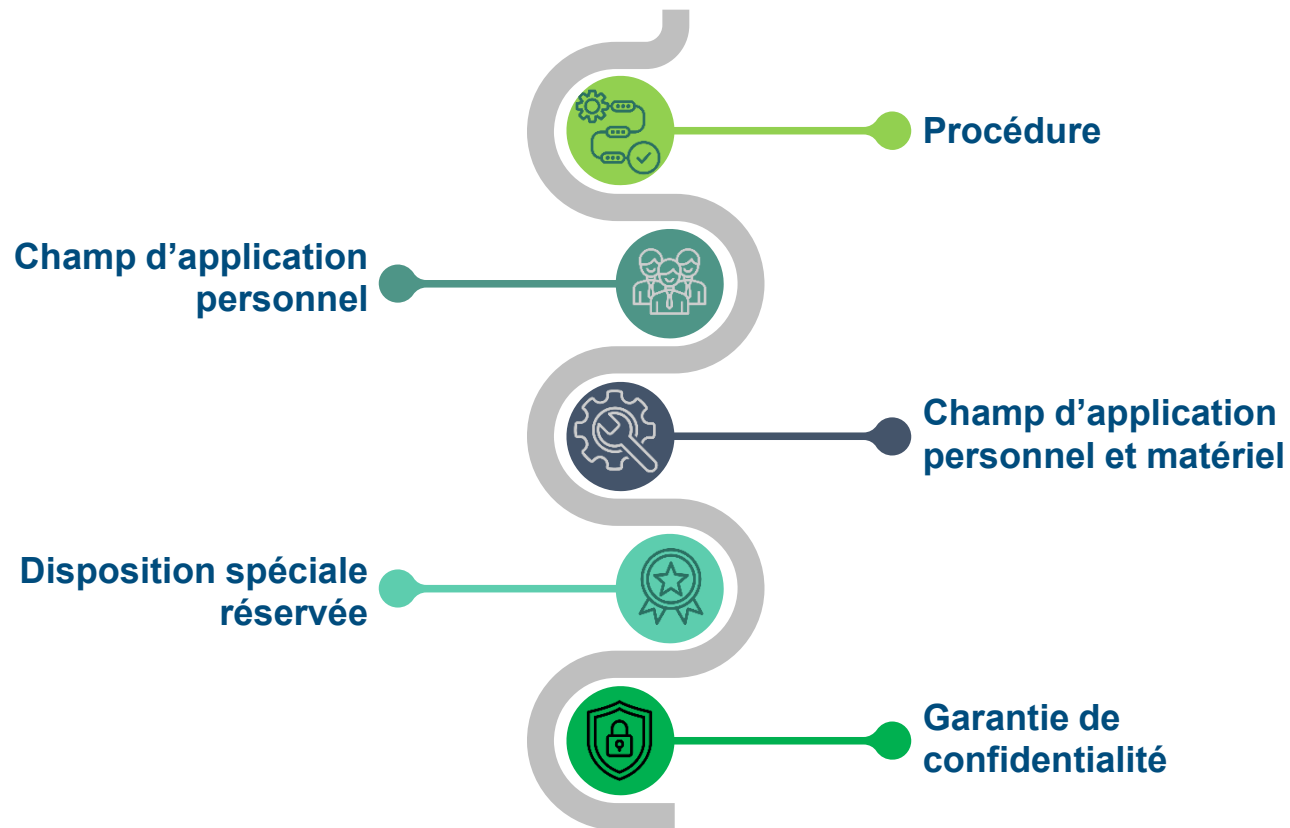 Procédure
Champ d’application
personnel
Champ d’application
personnel et matériel
Disposition spéciale
réservée
Garantie de
confidentialité